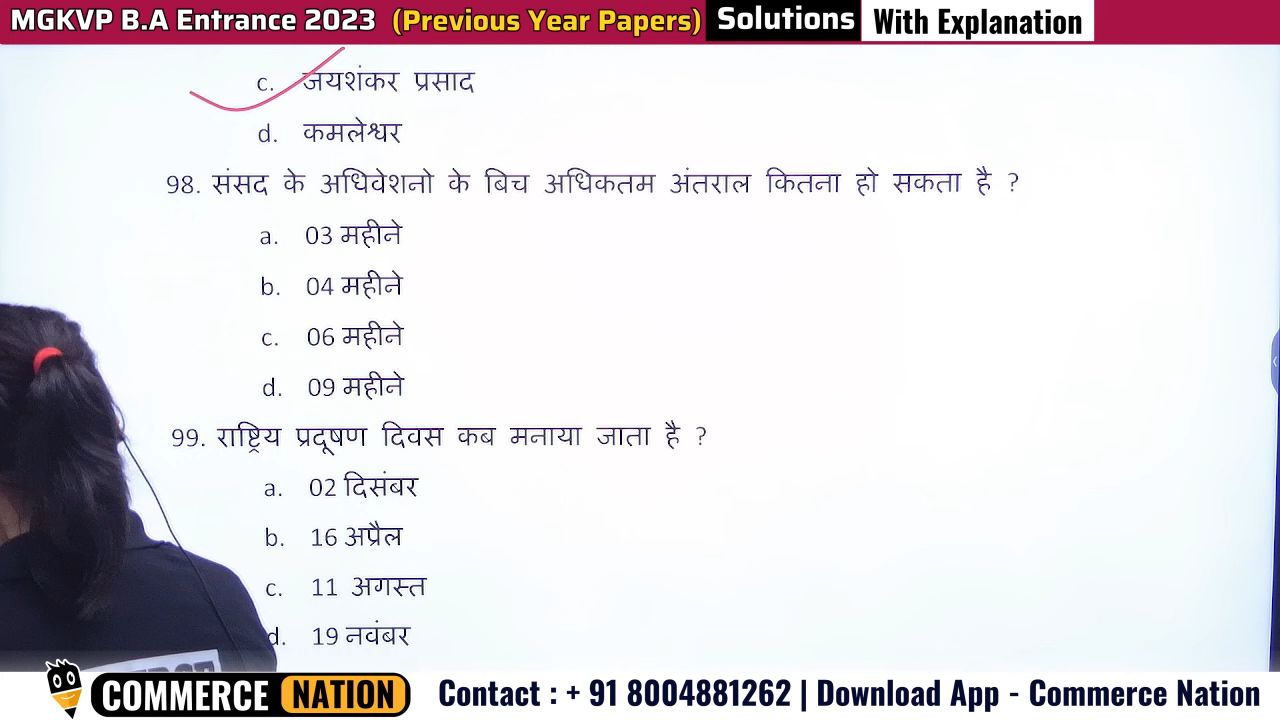 MGKVP B.A Entrance 2023 (Previous Year Papers) Solutions With Explanation
c. जयशंकर प्रसाद
d. कमलेश्वर
98. संसद के अधिवेशनो के बिच अधिकतम अंतराल कितना हो सकता है ?
a. 03 महीने
b. 04 महीने
c. 06 महीने
d. 09 महीने
99. राष्ट्रिय प्रदूषण दिवस कब मनाया जाता है ?
a. 02 दिसंबर
b. 16 अप्रैल
c. 11 अगस्त
d. 19 नवंबर
COMMERCE NATION Contact : + 91 8004881262 | Download App - Commerce Nation